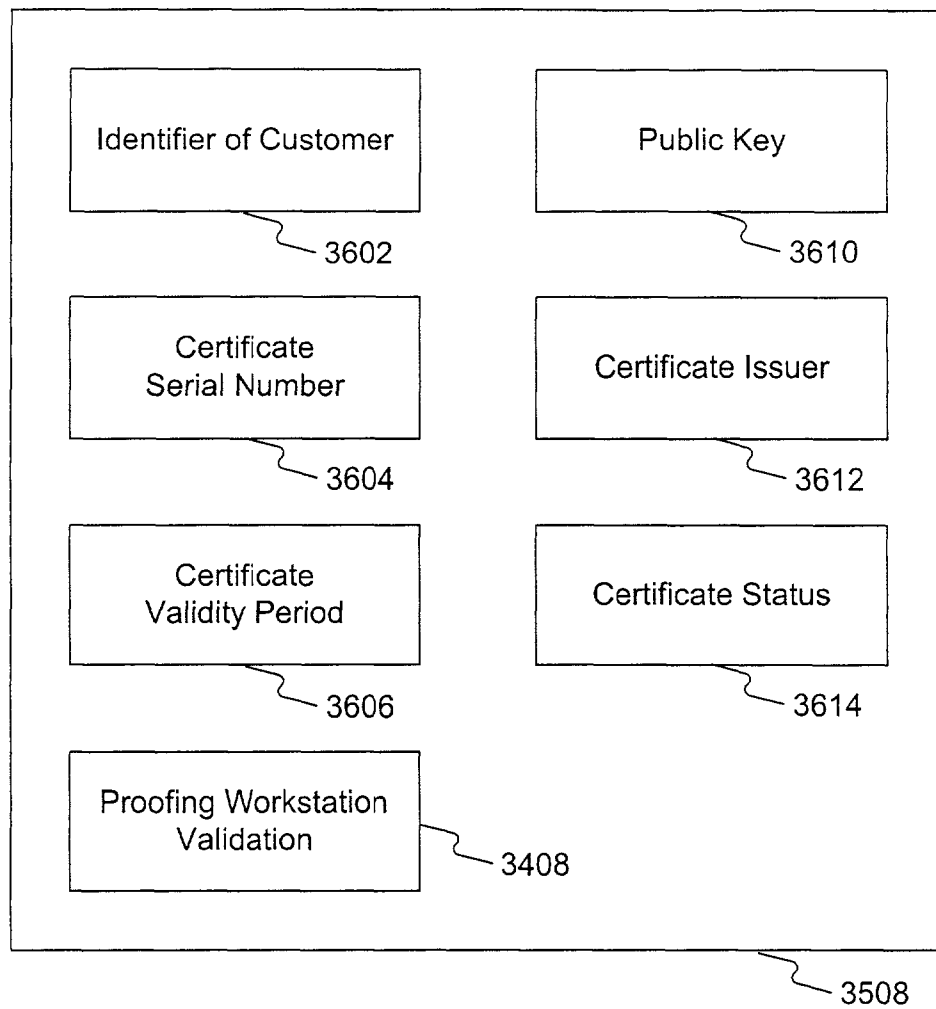 Identifier of Customer
3602
Public Key
3610
Certificate
Serial Number
3604
Certificate Issuer
3612
Certificate
Validity Period
3606
Certificate Status
3614
Proofing Workstation
Validation
3408
3508